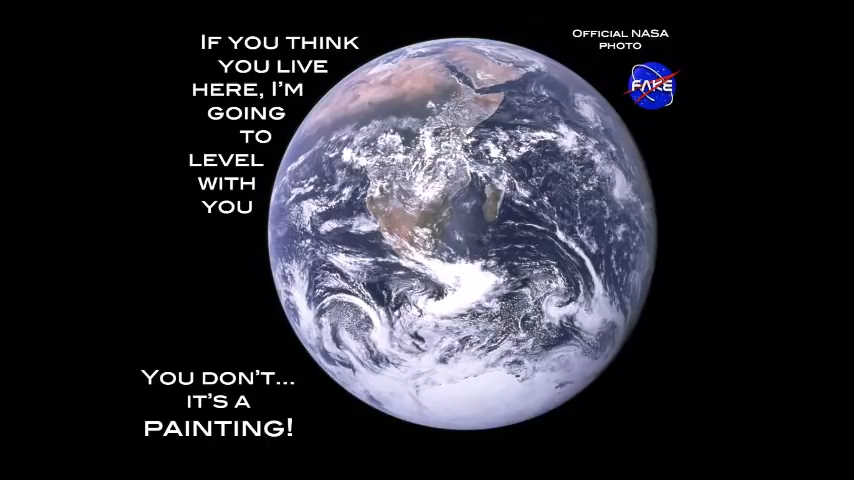 IF YOU THINK
YOU LIVE
HERE, I'M
GOING
TO
LEVEL
WITH
YOU
OFFICIAL NASA
PHOTO
FAKE
YOU DON'T...
IT'S A
PAINTING!